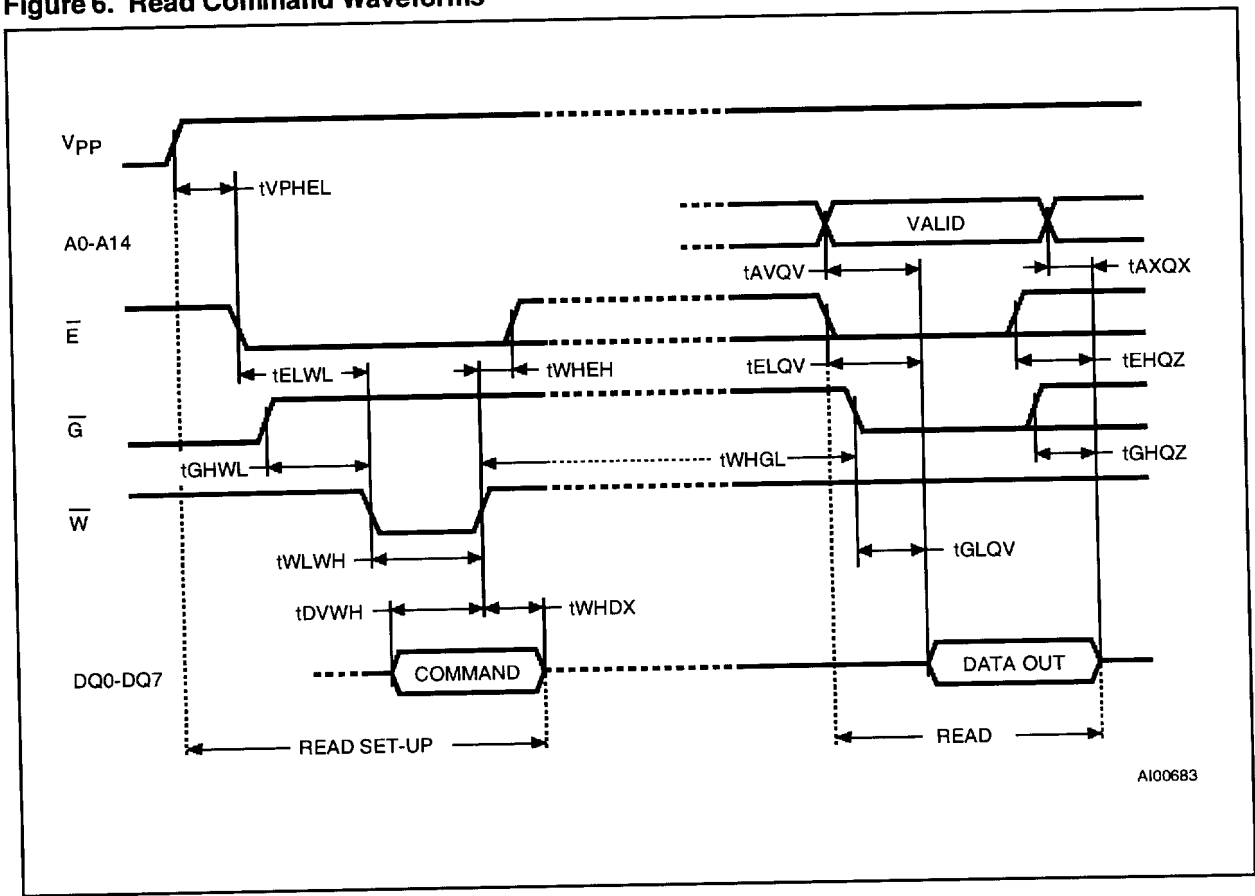 Figure 6. Read Command Waveforms
VPP
tVPHEL
A0-A14
VALID
tAVQV
tAXQX
E
tELWL
tWHEH
tELQV
tEHQZ
G
tGHWL
tWHGL
tGHQZ
W
tWLWH
tGLQV
tDVWH
tWHDX
DQ0-DQ7
COMMAND
DATA OUT
READ SET-UP
READ
AI00683